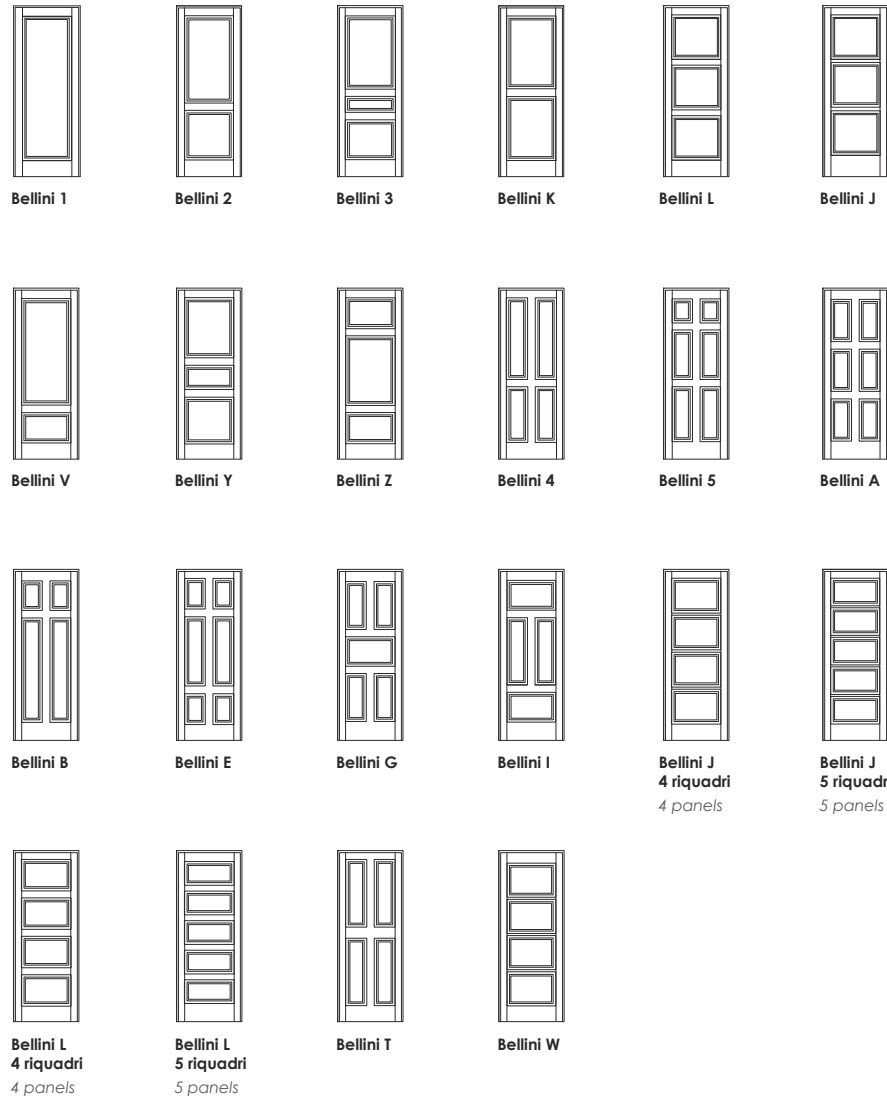 Bellini 1
Bellini 2
Bellini 3
Bellini K
Bellini L
Bellini J
Bellini V
Bellini Y
Bellini Z
Bellini 4
Bellini 5
Bellini A
Bellini B
Bellini E
Bellini G
Bellini I
Bellini J
4 riquadri
4 panels
Bellini J
5 riquadr
5 panels
Bellini L
4 riquadri
4 panels
Bellini L
5 riquadri
5 panels
Bellini T
Bellini W